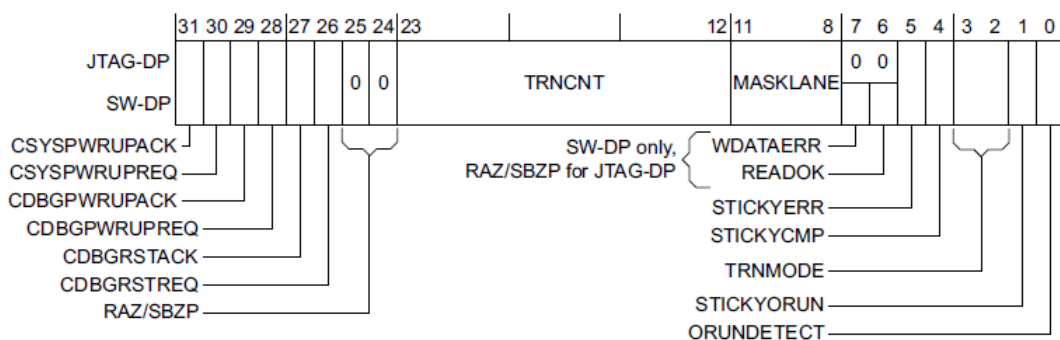 31 30 29 28 27 26 25 24 23 12 11 8 7 6 5 4 3 2 1 0
JTAG-DP
0 0
SW-DP
0 0
TRNCNT
MASKLANE
CSYSPWRUPACK
CSYSPWRUPREQ
CDBGPWRUPACK
CDBGPWRUPREQ
CDBGRSTACK
CDBGRSTREQ
RAZ/SBZP
SW-DP only,
RAZ/SBZP for JTAG-DP
WDATAERR
READOK
STICKYERR
STICKYCMP
TRNMODE
STICKYORUN
ORUNDETECT